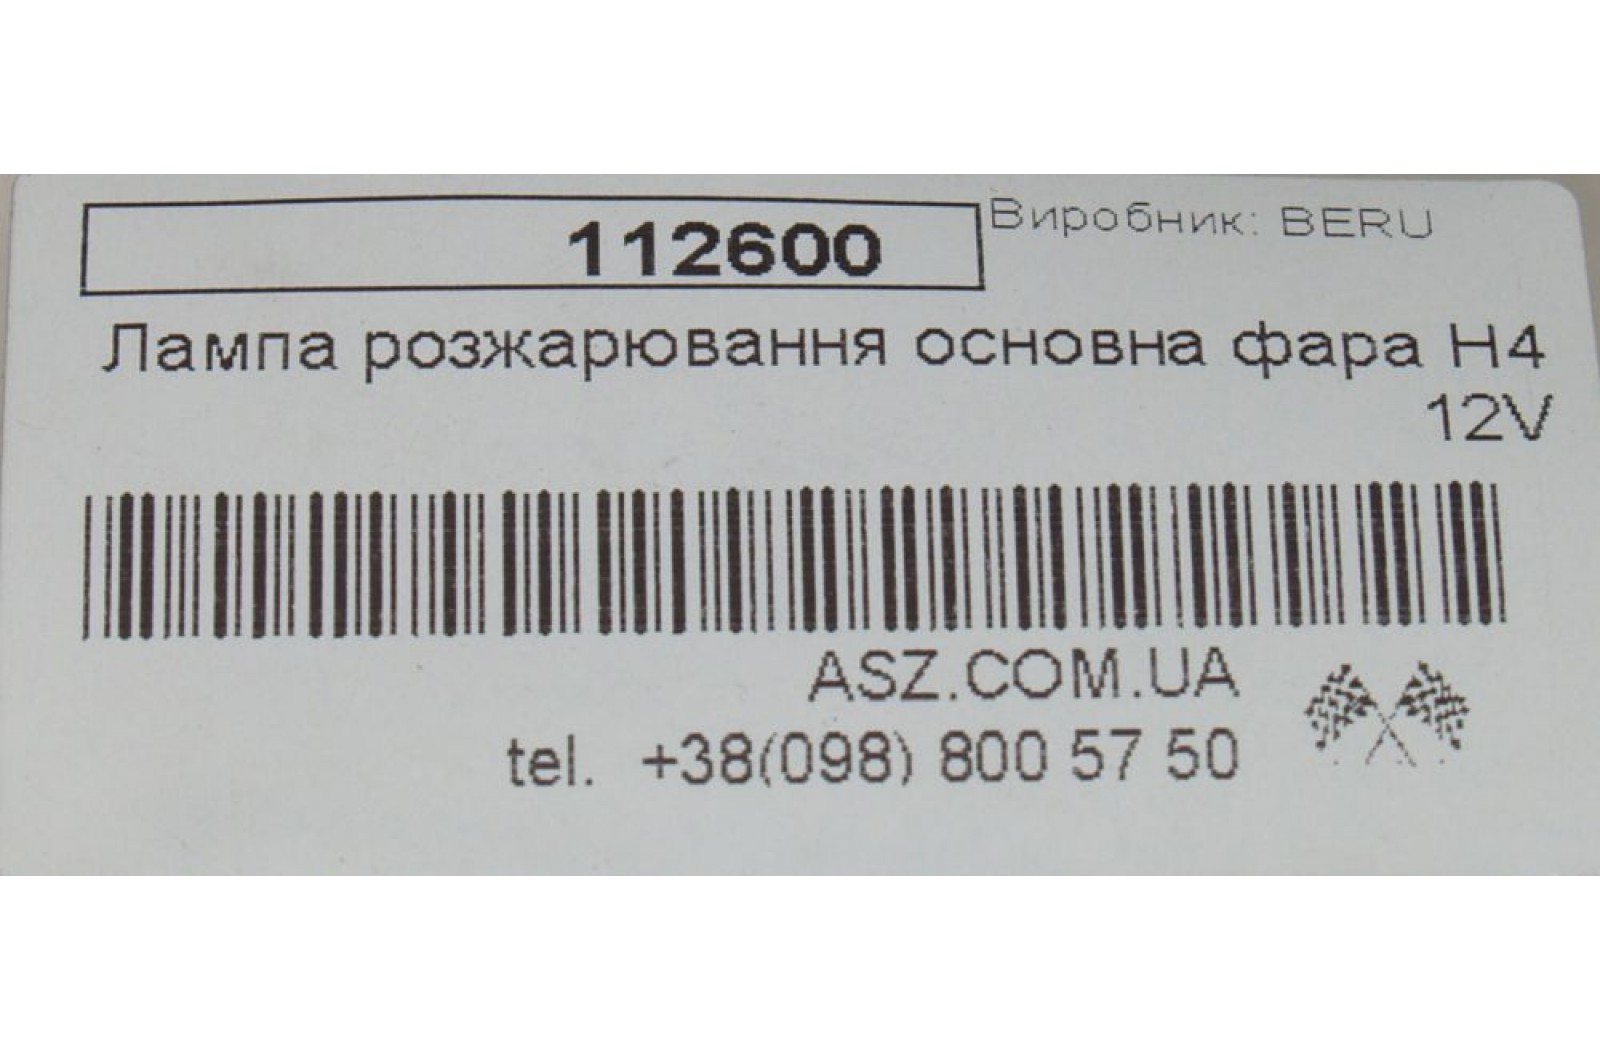 112600
Виробник: BERU
Лампа розжарювання основна фара H4
12V
ASZ.COM.UA
tel. +38(098) 800 57 50